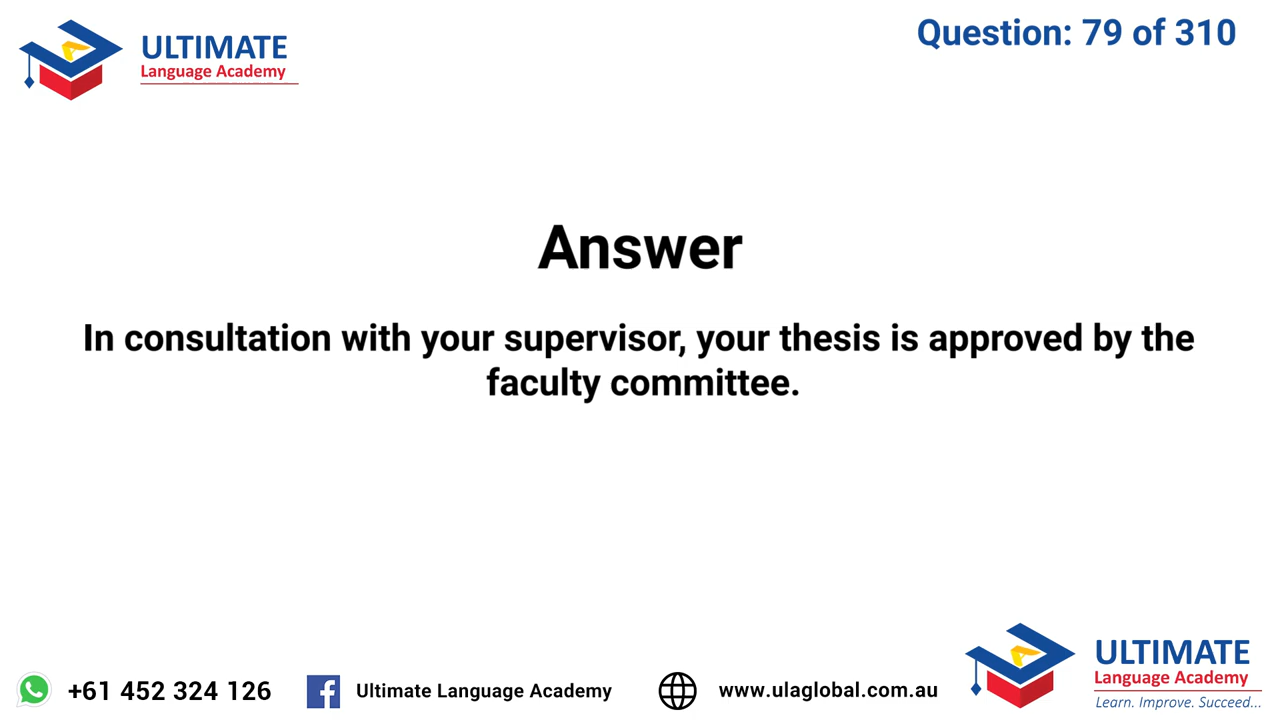 ULTIMATE
Language Academy
Question: 79 of 310
Answer
In consultation with your supervisor, your thesis is approved by the
faculty committee.
+61 452 324 126
Ultimate Language Academy
www.ulaglobal.com.au
ULTIMATE
Language Academy
Learn. Improve. Succeed...